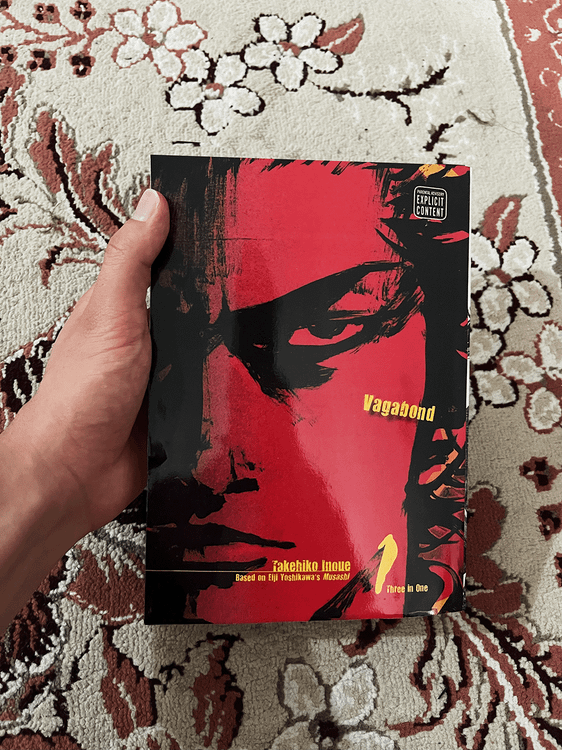 PARENTAL ADVISORY
EXPLICIT
CONTENT
Vagabond
Takehiko Inoue
Based on Eiji Yoshikawa's Musashi
1
Three in One